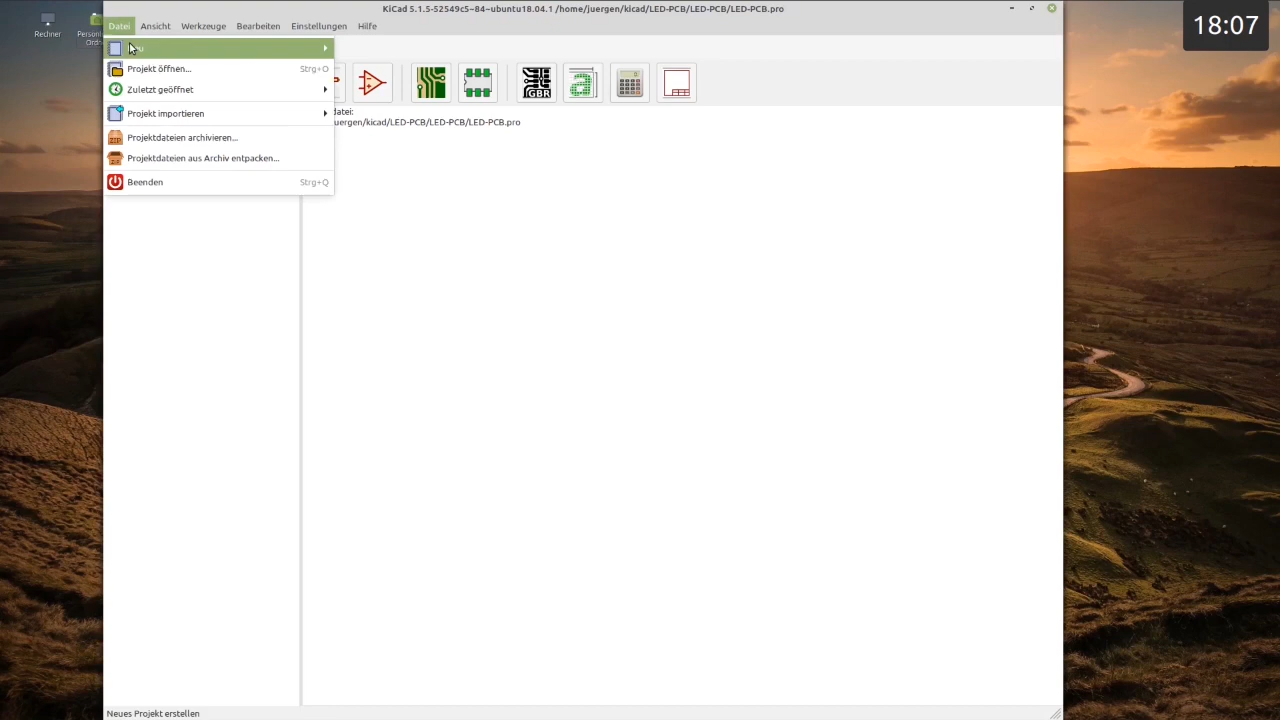 KiCad 5.1.5-52549c5~84~ubuntu18.04.1 /home/juergen/kicad/LED-PCB/LED-PCB/LED-PCB.pro
18:07
Rechner
Datei Ansicht Werkzeuge Bearbeiten Einstellungen Hilfe
Projekt öffnen... Strg+O
Zuletzt geöffnet
Projekt importieren
Projektdateien archivieren...
Projektdateien aus Archiv entpacken...
Beenden Strg+Q
datei:
uergen/kicad/LED-PCB/LED-PCB/LED-PCB.pro
GBR
a
Neues Projekt erstellen